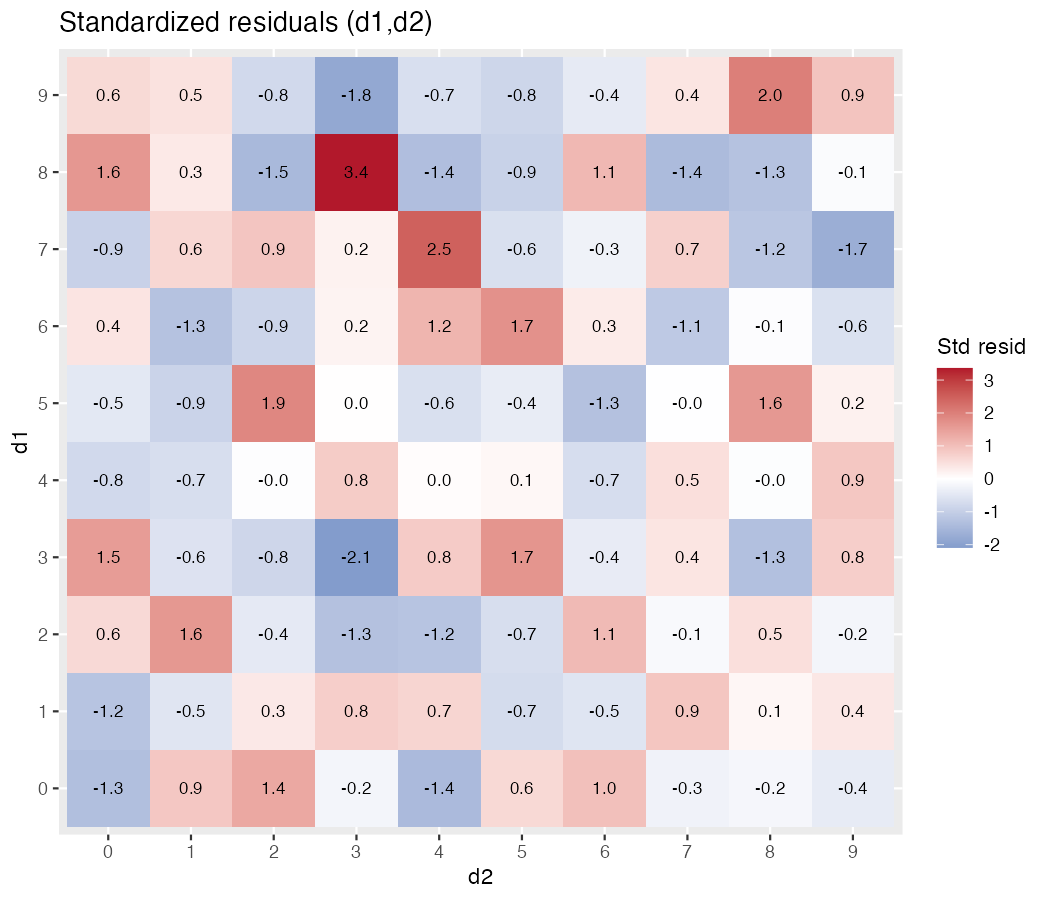 Standardized residuals (d1,d2)
9 0.6 0.5 -0.8 -1.8 -0.7 -0.8 -0.4 0.4 2.0 0.9
8 1.6 0.3 -1.5 3.4 -1.4 -0.9 1.1 -1.4 -1.3 -0.1
7 -0.9 0.6 0.9 0.2 2.5 -0.6 -0.3 0.7 -1.2 -1.7
6 0.4 -1.3 -0.9 0.2 1.2 1.7 0.3 -1.1 -0.1 -0.6
5 -0.5 -0.9 1.9 0.0 -0.6 -0.4 -1.3 -0.0 1.6 0.2
4 -0.8 -0.7 -0.0 0.8 0.0 0.1 -0.7 0.5 -0.0 0.9
3 1.5 -0.6 -0.8 -2.1 0.8 1.7 -0.4 0.4 -1.3 0.8
2 0.6 1.6 -0.4 -1.3 -1.2 -0.7 1.1 -0.1 0.5 -0.2
1 -1.2 -0.5 0.3 0.8 0.7 -0.7 -0.5 0.9 0.1 0.4
0 -1.3 0.9 1.4 -0.2 -1.4 0.6 1.0 -0.3 -0.2 -0.4
0 1 2 3 4 5 6 7 8 9
d2
d1
Std resid
3
2
1
0
-1
-2